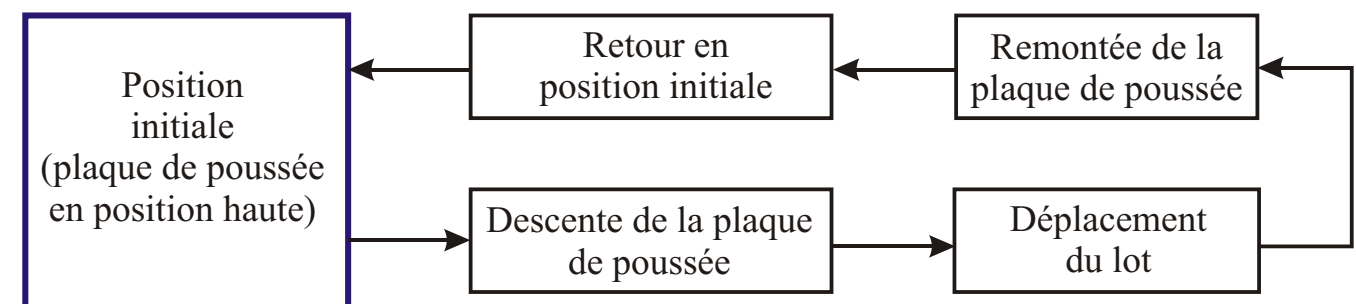 Position
initiale
(plaque de poussée
en position haute)
Retour en
position initiale
Remontée de la
plaque de poussée
Descente de la plaque
de poussée
Déplacement
du lot